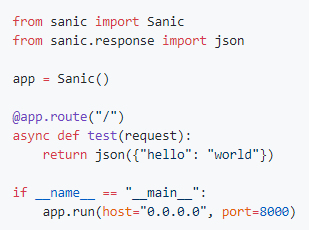 from sanic import Sanic
from sanic.response import json

app = Sanic()

@app.route("/")
async def test(request):
    return json({"hello": "world"})

if __name__ == "__main__":
    app.run(host="0.0.0.0", port=8000)